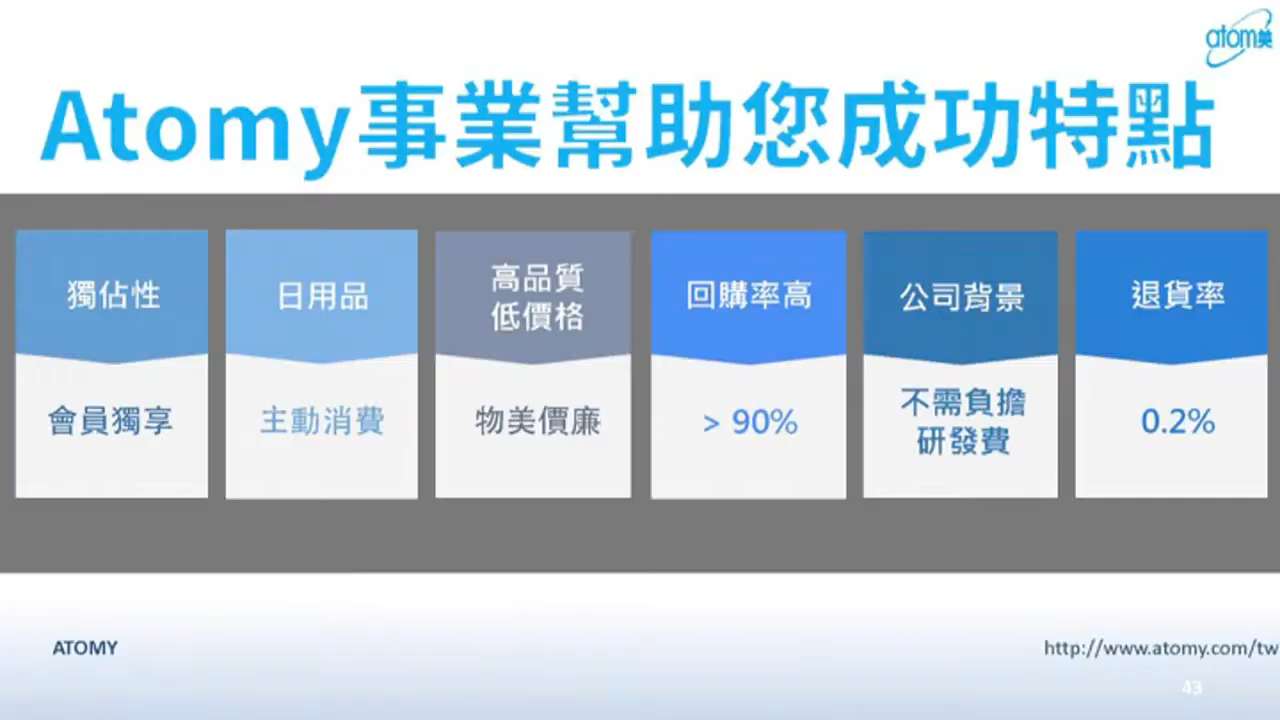 atom美
Atomy事業幫助您成功特點
獨佔性
會員獨享
日用品
主動消費
高品質
低價格
物美價廉
回購率高
> 90%
公司背景
不需負擔
研發費
退貨率
0.2%
ATOMY
http://www.atomy.com/tw
43